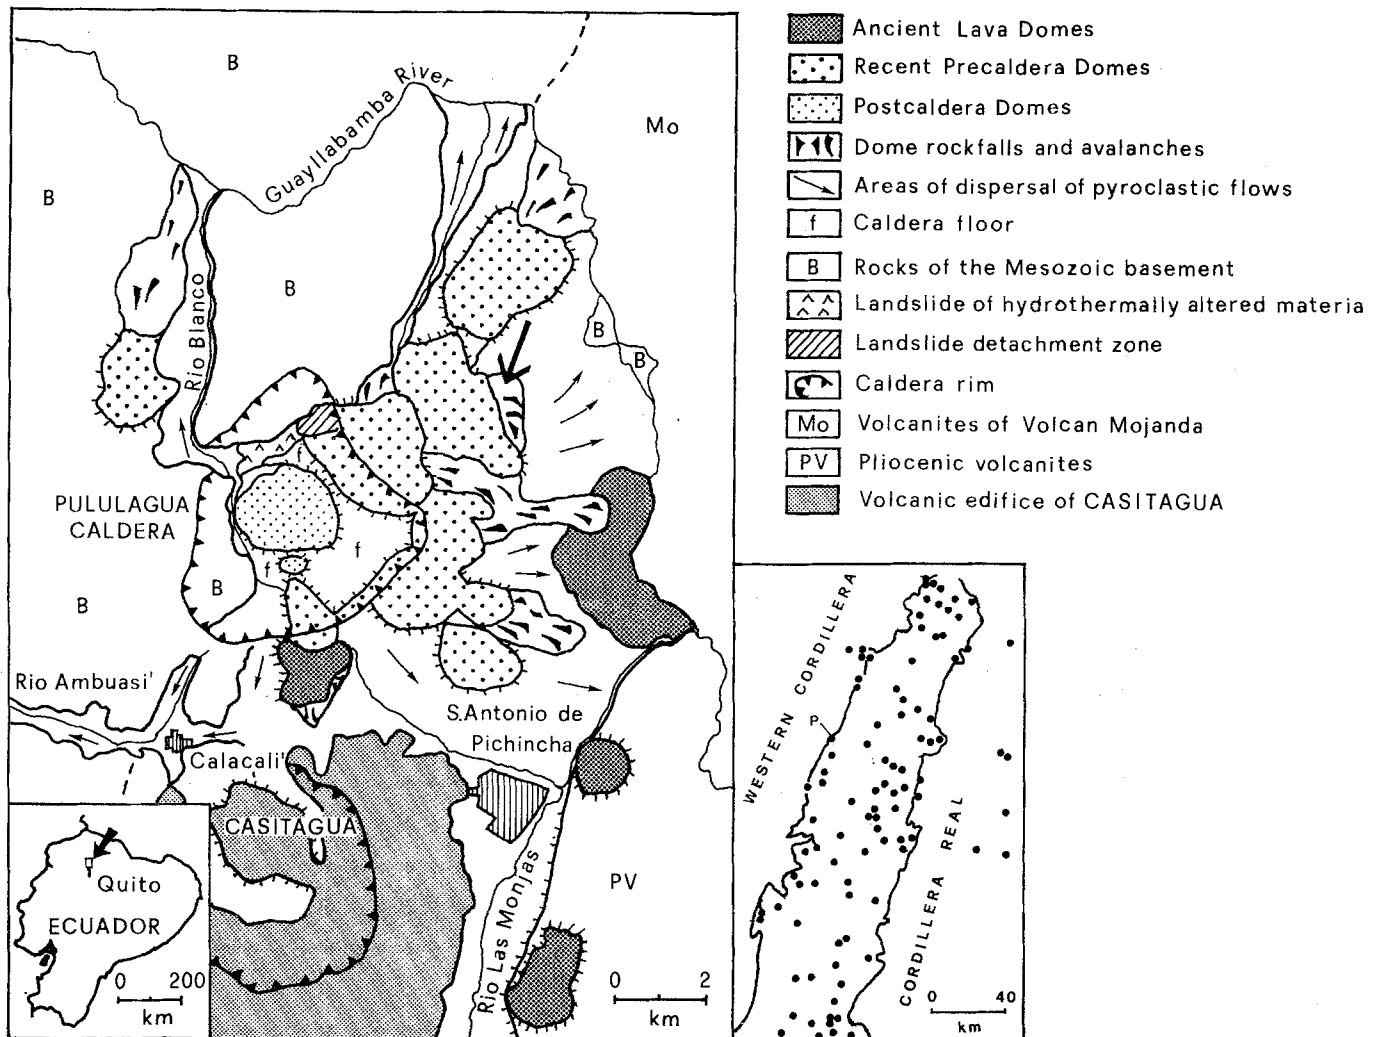 B
Guayllabamba River
Mo
B
B
Rio Blanco
B
B
f
PULULAGUA
CALDERA
f
f
B
B
Rio Ambuasi'
S.Antonio de
Pichincha
Calacali'
CASITAGUA
PV
Rio Las Monjas
Quito
ECUADOR
0 200
km
0 2
km
Ancient Lava Domes
Recent Precaldera Domes
Postcaldera Domes
Dome rockfalls and avalanches
Areas of dispersal of pyroclastic flows
f Caldera floor
B Rocks of the Mesozoic basement
Landslide of hydrothermally altered materia
Landslide detachment zone
Caldera rim
Mo Volcanites of Volcan Mojanda
PV Pliocenic volcanites
Volcanic edifice of CASITAGUA
WESTERN CORDILLERA
P
CORDILLERA REAL
0 40
km